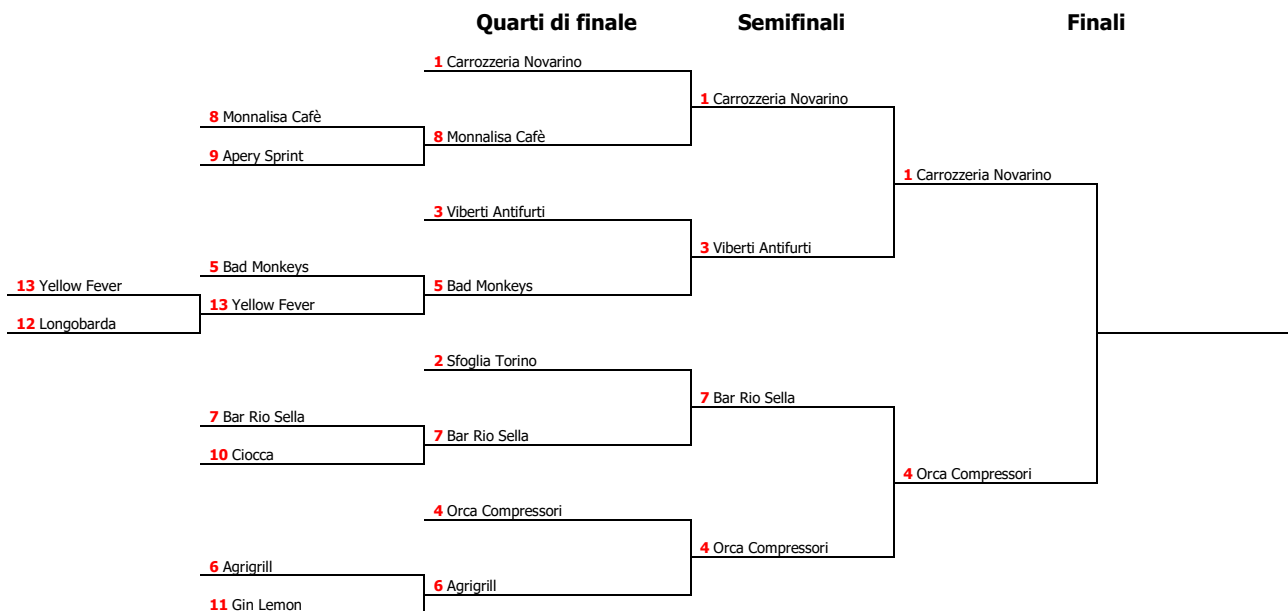 Quarti di finale Semifinali Finali
1 Carrozzeria Novarino
1 Carrozzeria Novarino
8 Monnalisa Cafè
8 Monnalisa Cafè
9 Apery Sprint
1 Carrozzeria Novarino
3 Viberti Antifurti
3 Viberti Antifurti
5 Bad Monkeys
13 Yellow Fever
5 Bad Monkeys
13 Yellow Fever
12 Longobarda
2 Sfoglia Torino
7 Bar Rio Sella
7 Bar Rio Sella
7 Bar Rio Sella
10 Ciocca
4 Orca Compressori
4 Orca Compressori
4 Orca Compressori
6 Agrigrill
6 Agrigrill
11 Gin Lemon